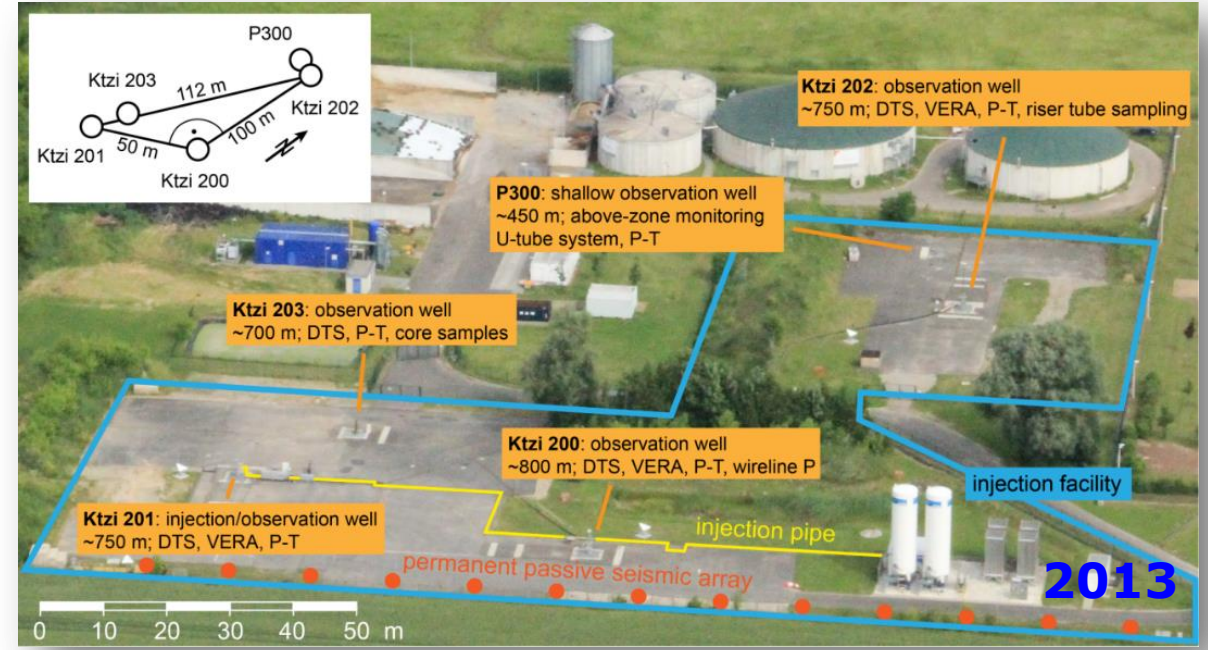 P300
Ktzi 203
112 m
Ktzi 202
50 m
100 m
Ktzi 201
Ktzi 200
N
Ktzi 202: observation well
~750 m; DTS, VERA, P-T, riser tube sampling
P300: shallow observation well
~450 m; above-zone monitoring
U-tube system, P-T
Ktzi 203: observation well
~700 m; DTS, P-T, core samples
Ktzi 200: observation well
~800 m; DTS, VERA, P-T, wireline P
injection facility
Ktzi 201: injection/observation well
~750 m; DTS, VERA, P-T
injection pipe
permanent passive seismic array
2013
0 10 20 30 40 50 m